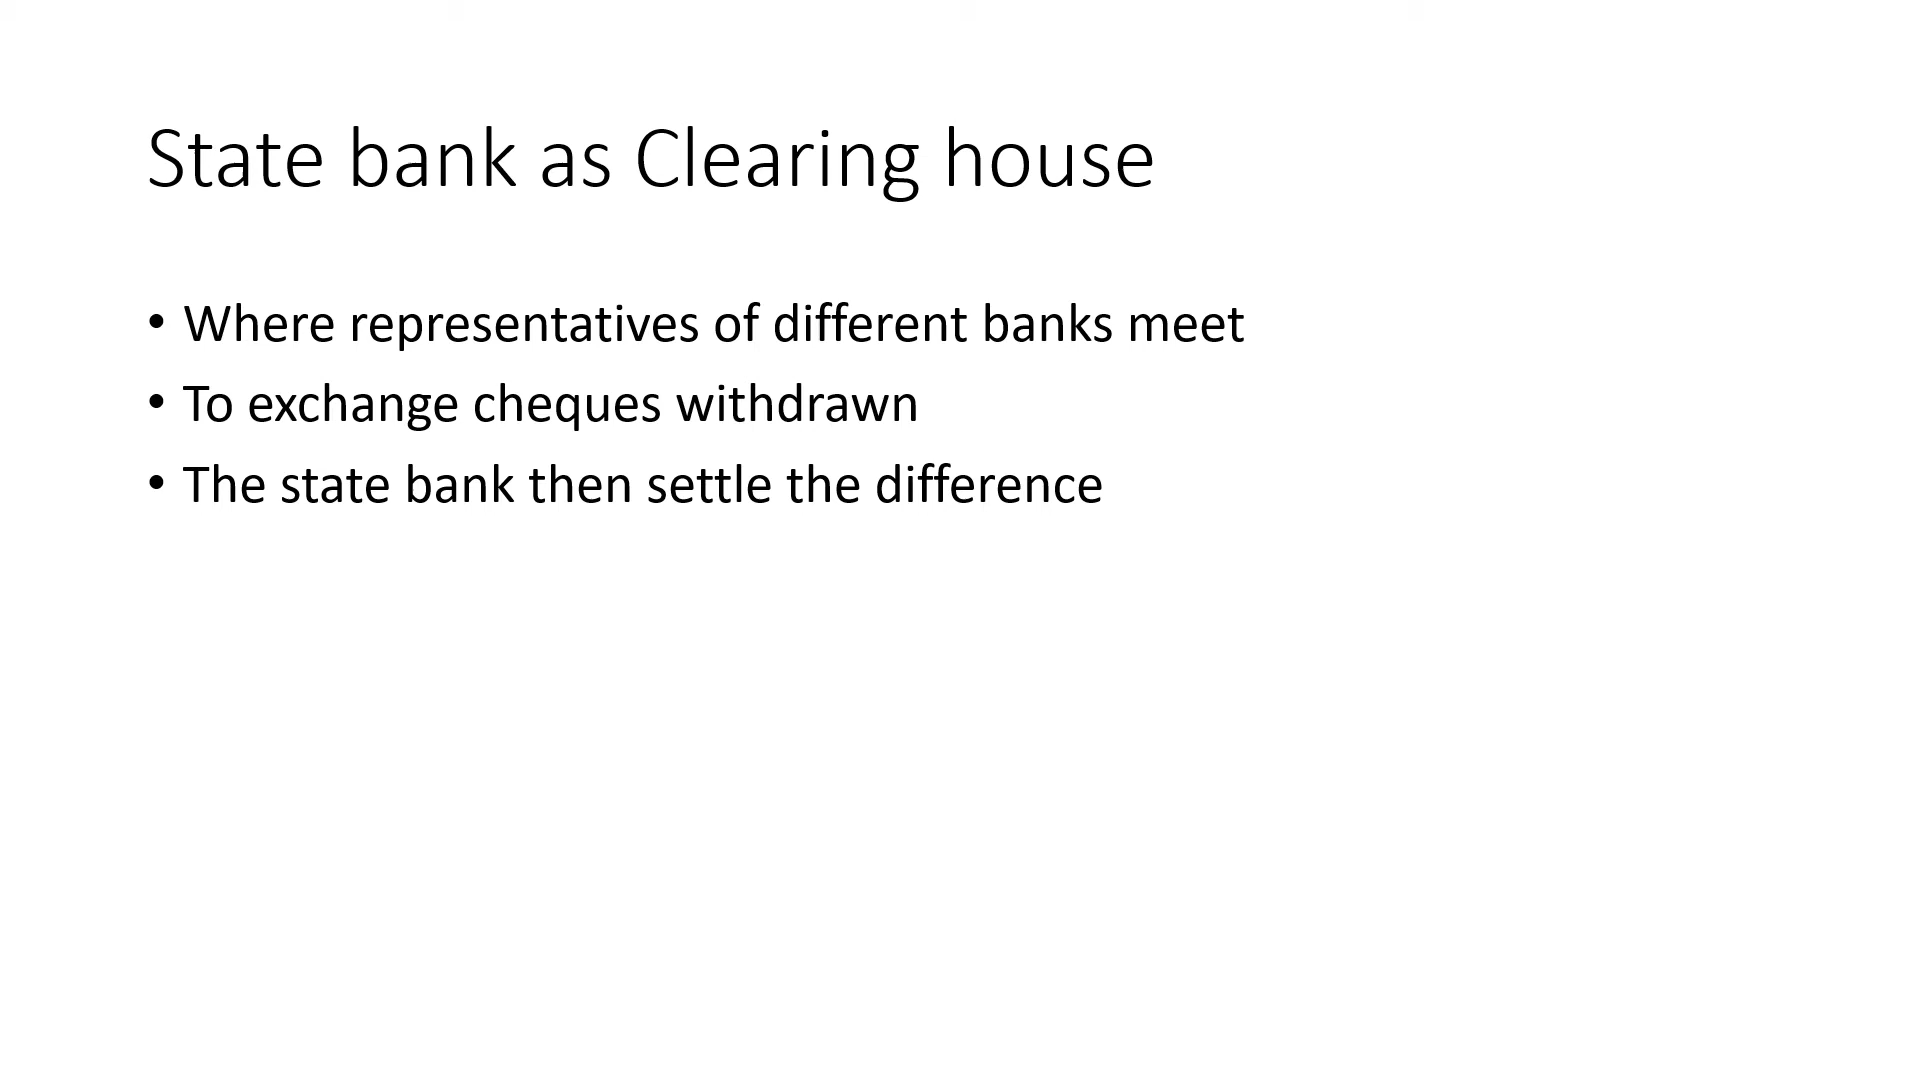 State bank as Clearing house
• Where representatives of different banks meet
• To exchange cheques withdrawn
• The state bank then settle the difference